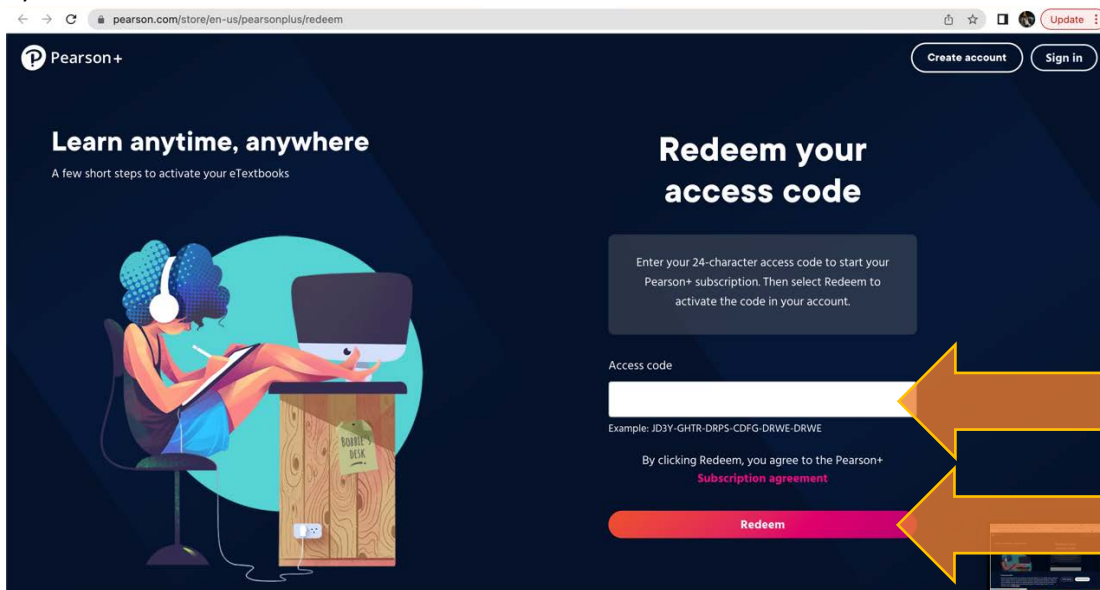 pearson.com/store/en-us/pearsonplus/redeem
Update
Pearson+
Create account
Sign in
Learn anytime, anywhere
A few short steps to activate your eTextbooks
BOBBIE'S
DESK
Redeem your
access code
Enter your 24-character access code to start your
Pearson+ subscription. Then select Redeem to
activate the code in your account.
Access code
Example: JD3Y-GHTR-DRPS-CDFG-DRWE-DRWE
By clicking Redeem, you agree to the Pearson+
Subscription agreement
Redeem